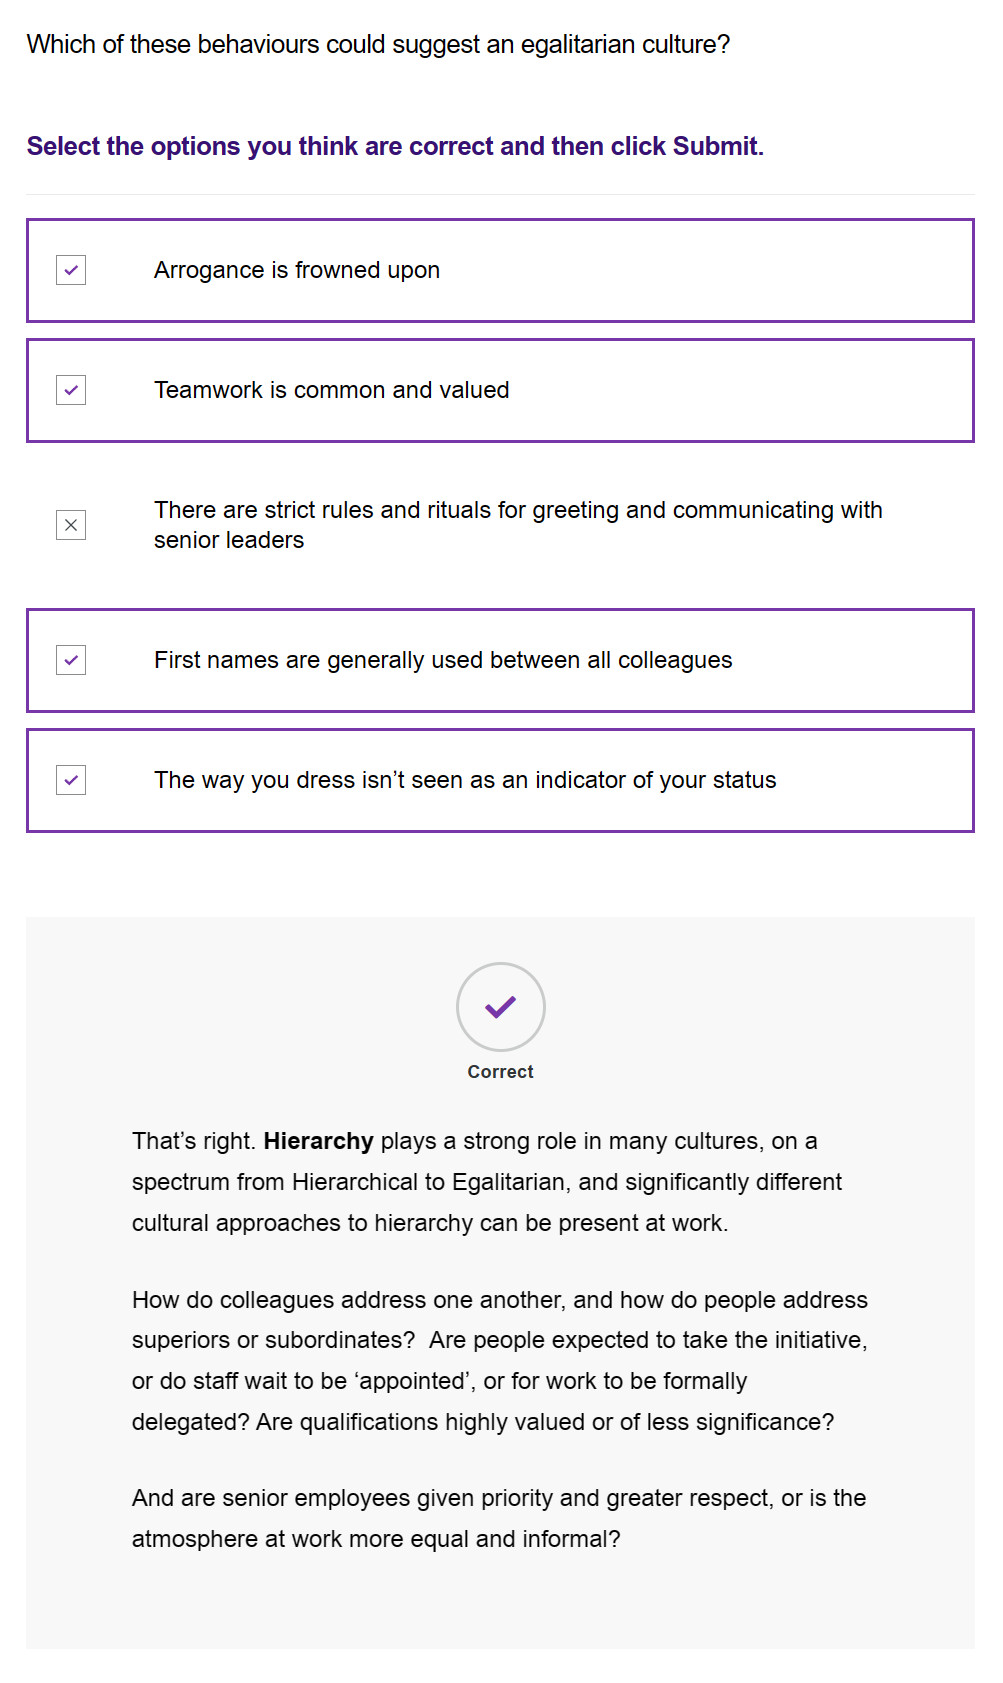 Which of these behaviours could suggest an egalitarian culture?
Select the options you think are correct and then click Submit.
Arrogance is frowned upon
Teamwork is common and valued
There are strict rules and rituals for greeting and communicating with
senior leaders
First names are generally used between all colleagues
The way you dress isn’t seen as an indicator of your status
Correct
That’s right. Hierarchy plays a strong role in many cultures, on a
spectrum from Hierarchical to Egalitarian, and significantly different
cultural approaches to hierarchy can be present at work.
How do colleagues address one another, and how do people address
superiors or subordinates?  Are people expected to take the initiative,
or do staff wait to be ‘appointed’, or for work to be formally
delegated? Are qualifications highly valued or of less significance?
And are senior employees given priority and greater respect, or is the
atmosphere at work more equal and informal?